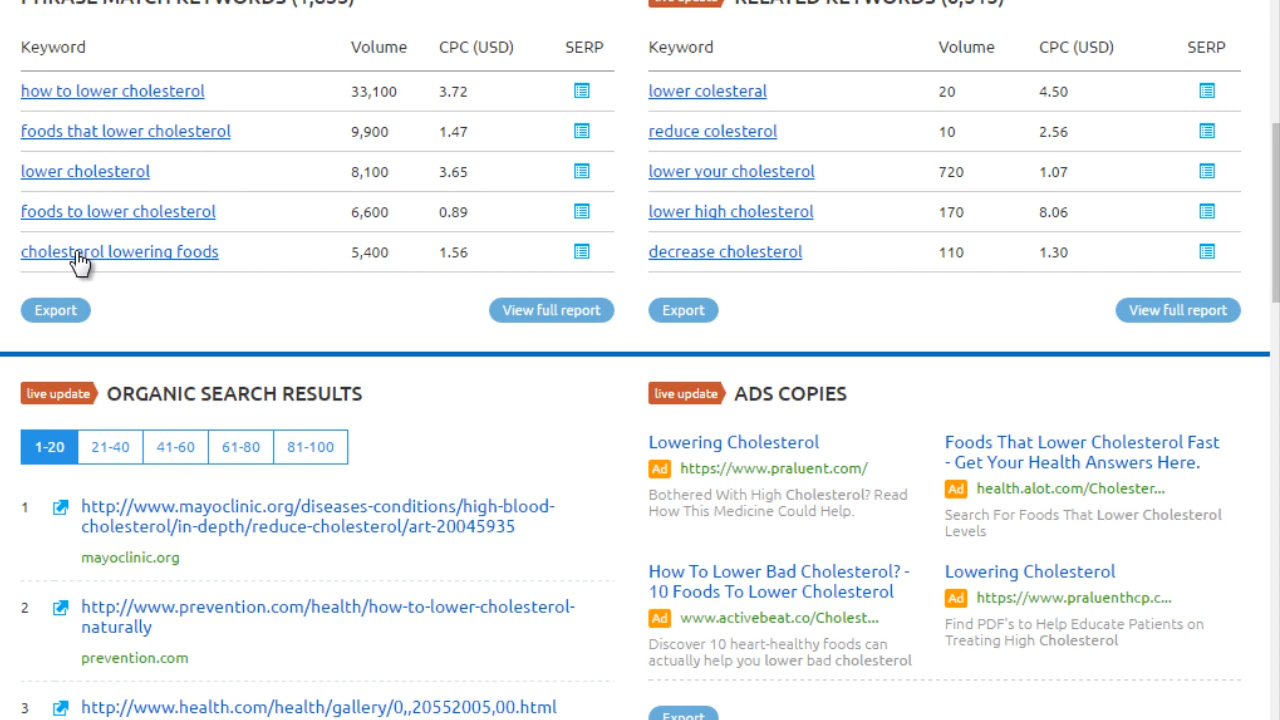 Keyword Volume CPC (USD) SERP
how to lower cholesterol 33,100 3.72
foods that lower cholesterol 9,900 1.47
lower cholesterol 8,100 3.65
foods to lower cholesterol 6,600 0.89
cholesterol lowering foods 5,400 1.56
Export View full report
live update
Keyword Volume CPC (USD) SERP
lower colesteral 20 4.50
reduce colesterol 10 2.56
lower your cholesterol 720 1.07
lower high cholesterol 170 8.06
decrease cholesterol 110 1.30
Export View full report
live update ORGANIC SEARCH RESULTS
1-20 21-40 41-60 61-80 81-100
1 http://www.mayoclinic.org/diseases-conditions/high-blood-
cholesterol/in-depth/reduce-cholesterol/art-20045935
mayoclinic.org
2 http://www.prevention.com/health/how-to-lower-cholesterol-
naturally
prevention.com
3 http://www.health.com/health/gallery/0,,20552005,00.html
live update ADS COPIES
Lowering Cholesterol
Ad https://www.praluent.com/
Bothered With High Cholesterol? Read
How This Medicine Could Help.
Foods That Lower Cholesterol Fast
- Get Your Health Answers Here.
Ad health.alot.com/Cholester...
Search For Foods That Lower Cholesterol
Levels
How To Lower Bad Cholesterol? -
10 Foods To Lower Cholesterol
Ad www.activebeat.co/Cholest...
Discover 10 heart-healthy foods can
actually help you lower bad cholesterol
Lowering Cholesterol
Ad https://www.praluenthcp.c...
Find PDF's to Help Educate Patients on
Treating High Cholesterol
Export